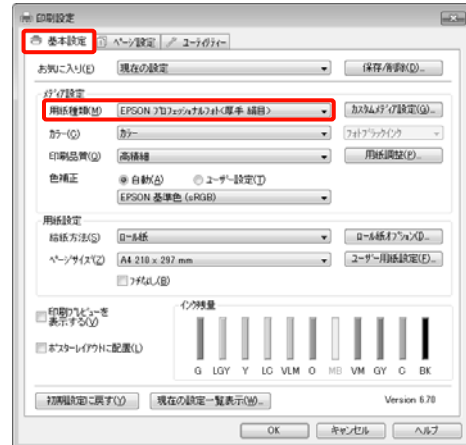 印刷設定
基本設定 ページ設定 ユーティリティー
お気に入り(F) 現在の設定 保存/削除(D)...
メディア設定
用紙種類(M) EPSON プロフェッショナルフォト<厚手 絹目> カスタムメディア設定(G)...
カラー(C) カラー フォトブラックインク
印刷品質(Q) 高精細 用紙調整(P)...
色補正 自動(A) ユーザー設定(T)
EPSON 基準色 (sRGB)
用紙設定
給紙方法(S) ロール紙 ロール紙オプション(I)...
ページサイズ(Z) A4 210 x 297 mm ユーザー用紙設定(E)...
フチなし(B)
印刷プレビューを
表示する(V)
ポスターレイアウトに配置(L)
インク残量
G LGY Y LC VLM O MB VM GY C BK
初期設定に戻す(Y) 現在の設定一覧表示(W)... Version 6.70
OK キャンセル ヘルプ